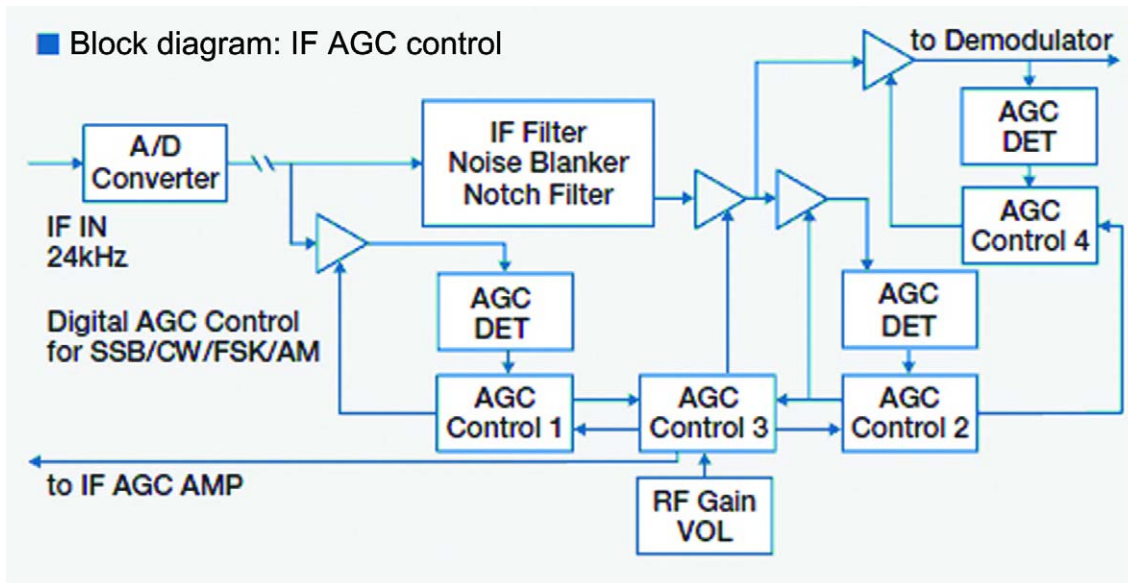 Block diagram: IF AGC control
to Demodulator
A/D
Converter
IF Filter
Noise Blanker
Notch Filter
AGC
DET
AGC
Control 4
IF IN
24kHz
Digital AGC Control
for SSB/CW/FSK/AM
AGC
DET
AGC
DET
AGC
Control 1
AGC
Control 3
AGC
Control 2
to IF AGC AMP
RF Gain
VOL